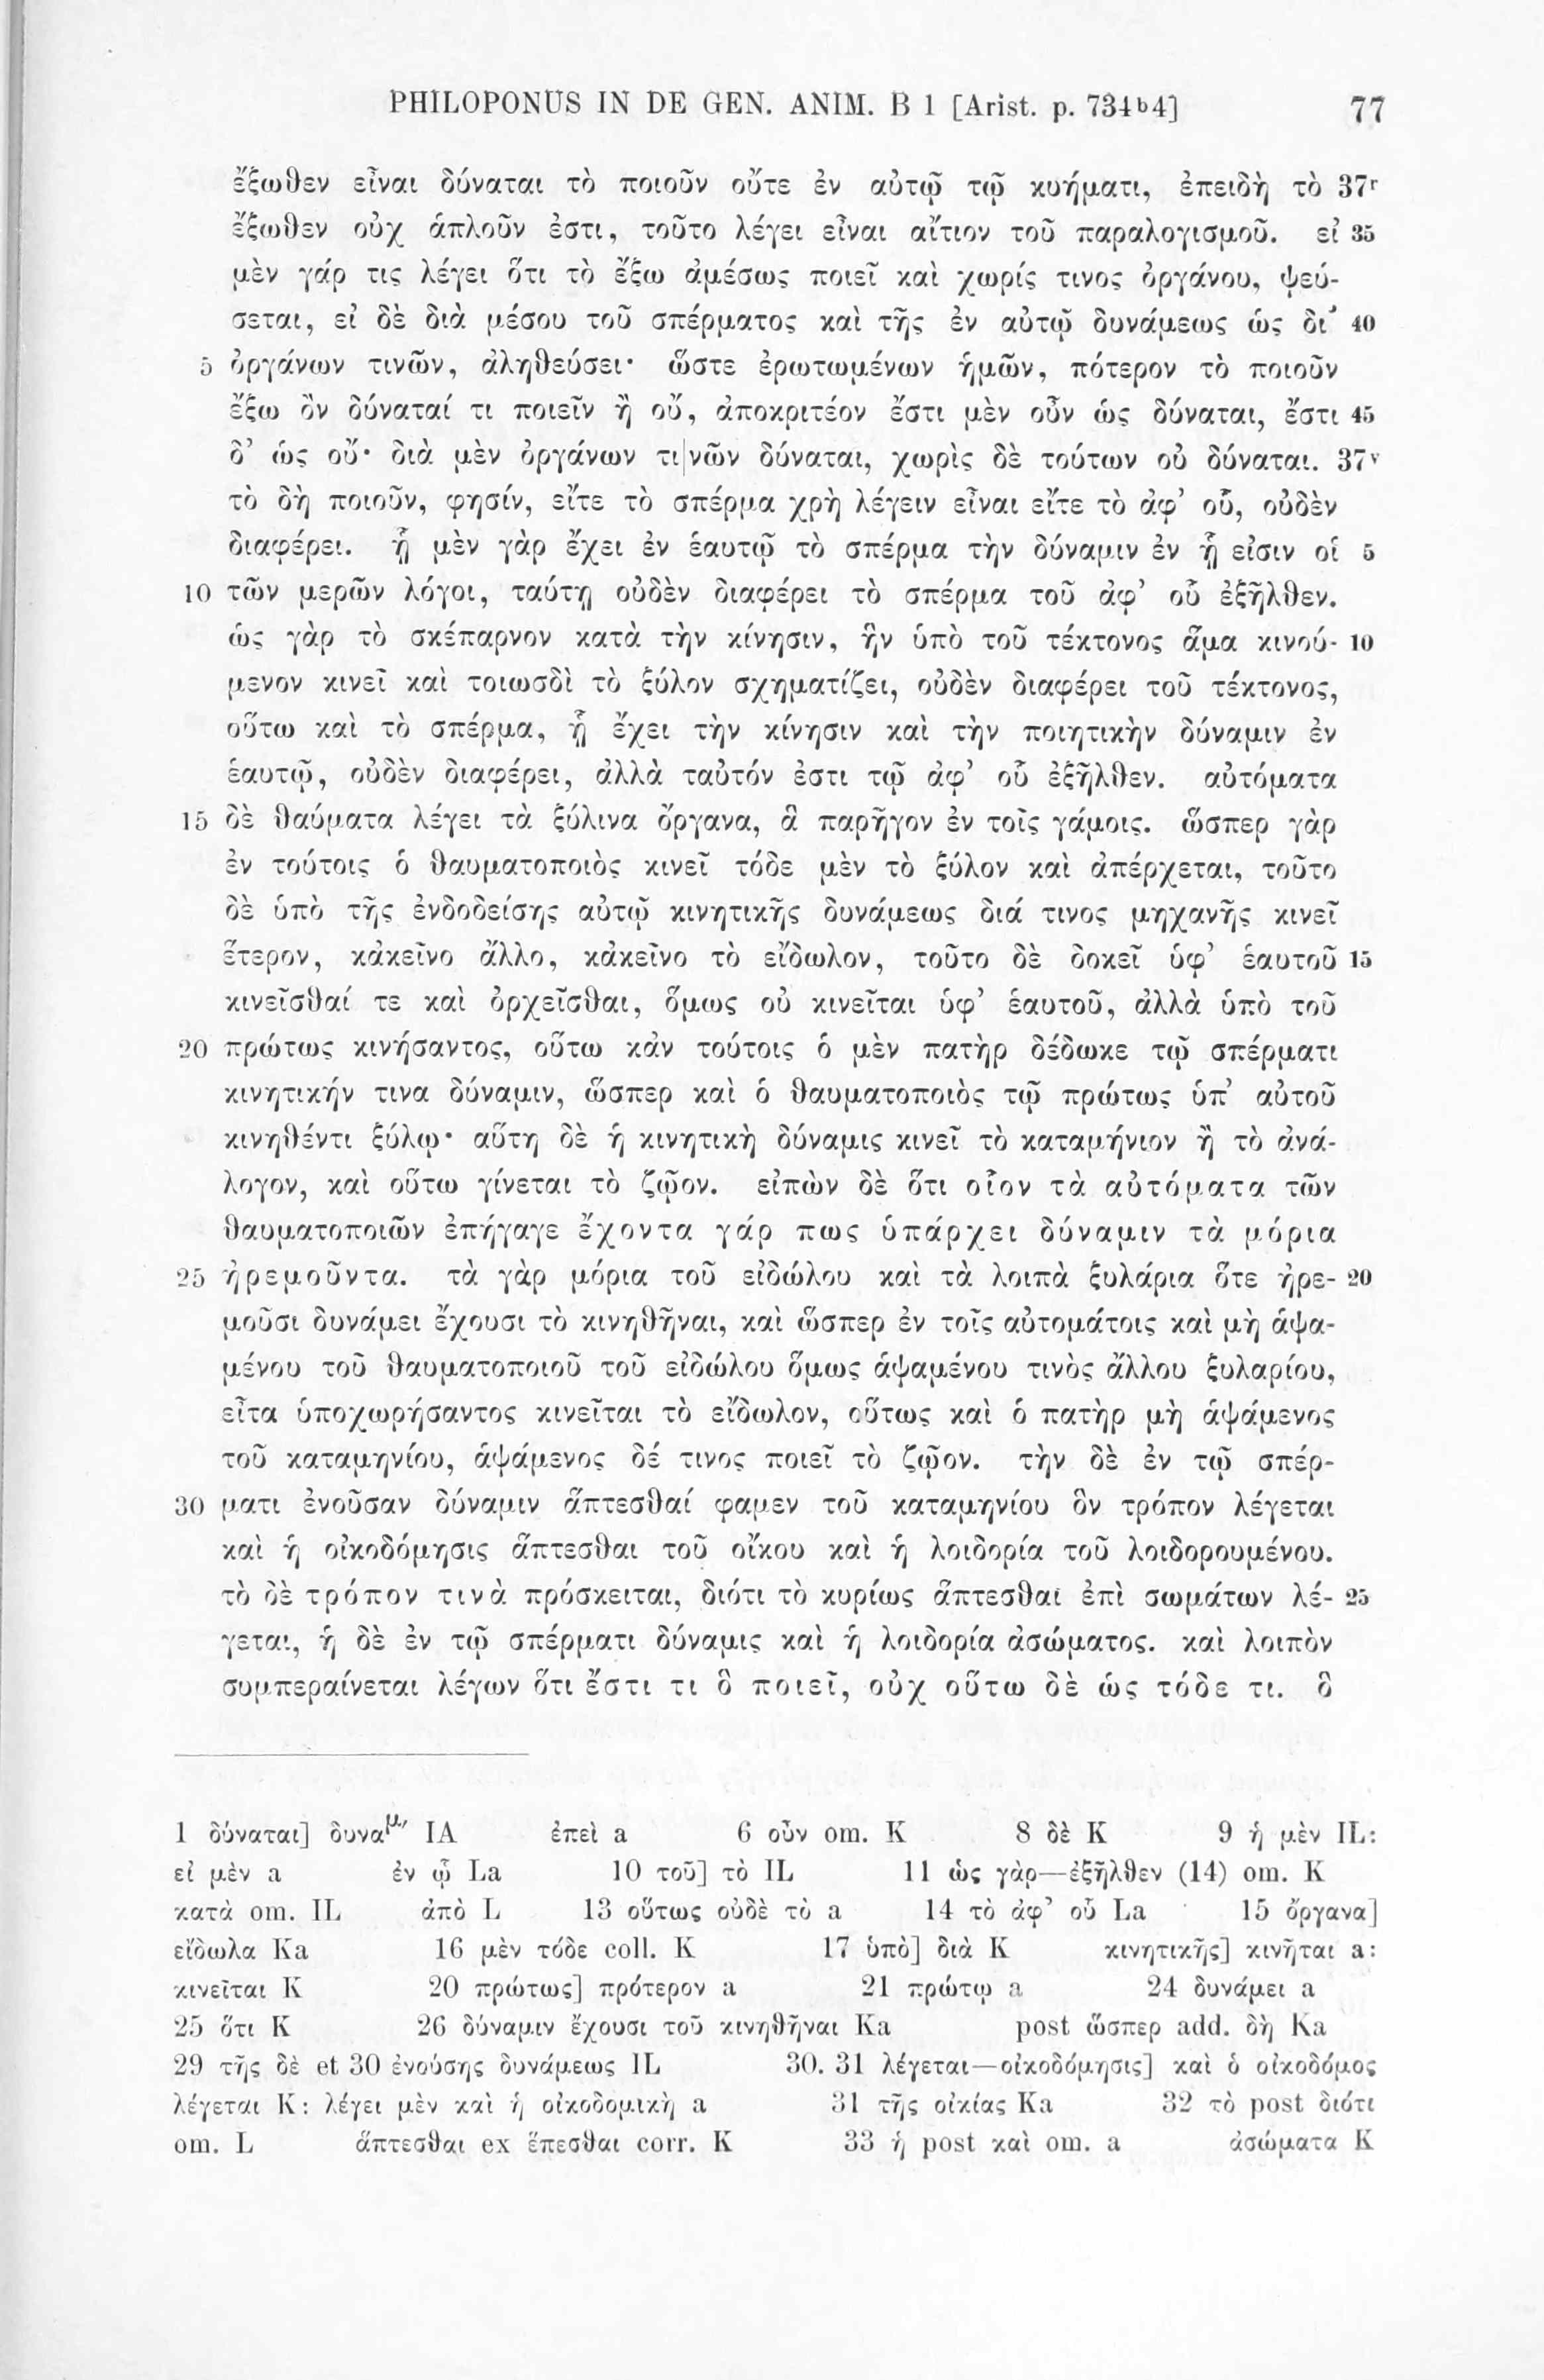 PHILOPONUS IN DE GEN. ANIM. B 1 [Arist. p. 734ᵇ4] 77
ἔξωθεν εἶναι δύναται τὸ ποιοῦν οὔτε ἐν αὐτῷ τῷ κυήματι, ἐπειδὴ τὸ 37ʳ
ἔξωθεν οὐχ ἁπλοῦν ἐστι, τοῦτο λέγει εἶναι αἴτιον τοῦ παραλογισμοῦ. εἰ 35
μὲν γάρ τις λέγει ὅτι τὸ ἔξω ἀμέσως ποιεῖ καὶ χωρίς τινος ὀργάνου, ψεύ-
σεται, εἰ δὲ διὰ μέσου τοῦ σπέρματος καὶ τῆς ἐν αὐτῷ δυνάμεως ὡς δι’ 40
5 ὀργάνων τινῶν, ἀληθεύσει· ὥστε ἐρωτωμένων ἡμῶν, πότερον τὸ ποιοῦν
ἔξω ὂν δύναταί τι ποιεῖν ἢ οὔ, ἀποκριτέον ἔστι μὲν οὖν ὡς δύναται, ἔστι 45
δ’ ὡς οὔ· διὰ μὲν ὀργάνων τι|νῶν δύναται, χωρὶς δὲ τούτων οὐ δύναται. 37ᵛ
τὸ δὴ ποιοῦν, φησίν, εἴτε τὸ σπέρμα χρὴ λέγειν εἶναι εἴτε τὸ ἀφ’ οὗ, οὐδὲν
διαφέρει. ᾗ μὲν γὰρ ἔχει ἐν ἑαυτῷ τὸ σπέρμα τὴν δύναμιν ἐν ᾗ εἰσιν οἱ 5
10 τῶν μερῶν λόγοι, ταύτῃ οὐδὲν διαφέρει τὸ σπέρμα τοῦ ἀφ’ οὗ ἐξῆλθεν.
ὡς γὰρ τὸ σκέπαρνον κατὰ τὴν κίνησιν, ἣν ὑπὸ τοῦ τέκτονος ἅμα κινού- 10
μενον κινεῖ καὶ τοιωσδὶ τὸ ξύλον σχηματίζει, οὐδὲν διαφέρει τοῦ τέκτονος,
οὕτω καὶ τὸ σπέρμα, ᾗ ἔχει τὴν κίνησιν καὶ τὴν ποιητικὴν δύναμιν ἐν
ἑαυτῷ, οὐδὲν διαφέρει, ἀλλὰ ταὐτόν ἐστι τῷ ἀφ’ οὗ ἐξῆλθεν. αὐτόματα
15 δὲ θαύματα λέγει τὰ ξύλινα ὄργανα, ἃ παρῆγον ἐν τοῖς γάμοις. ὥσπερ γὰρ
ἐν τούτοις ὁ θαυματοποιὸς κινεῖ τόδε μὲν τὸ ξύλον καὶ ἀπέρχεται, τοῦτο
δὲ ὑπὸ τῆς ἐνδοδείσης αὐτῷ κινητικῆς δυνάμεως διά τινος μηχανῆς κινεῖ
ἕτερον, κἀκεῖνο ἄλλο, κἀκεῖνο τὸ εἴδωλον, τοῦτο δὲ δοκεῖ ὑφ’ ἑαυτοῦ 15
κινεῖσθαί τε καὶ ὀρχεῖσθαι, ὅμως οὐ κινεῖται ὑφ’ ἑαυτοῦ, ἀλλὰ ὑπὸ τοῦ
20 πρώτως κινήσαντος, οὕτω κἀν τούτοις ὁ μὲν πατὴρ δέδωκε τῷ σπέρματι
κινητικήν τινα δύναμιν, ὥσπερ καὶ ὁ θαυματοποιὸς τῷ πρώτως ὑπ’ αὐτοῦ
κινηθέντι ξύλῳ· αὕτη δὲ ἡ κινητικὴ δύναμις κινεῖ τὸ καταμήνιον ἢ τὸ ἀνά-
λογον, καὶ οὕτω γίνεται τὸ ζῷον. εἰπὼν δὲ ὅτι οἷον τὰ αὐτόματα τῶν
θαυματοποιῶν ἐπήγαγε ἔχοντα γάρ πως ὑπάρχει δύναμιν τὰ μόρια
25 ἠρεμοῦντα. τὰ γὰρ μόρια τοῦ εἰδώλου καὶ τὰ λοιπὰ ξυλάρια ὅτε ἠρε- 20
μοῦσι δυνάμει ἔχουσι τὸ κινηθῆναι, καὶ ὥσπερ ἐν τοῖς αὐτομάτοις καὶ μὴ ἁψα-
μένου τοῦ θαυματοποιοῦ τοῦ εἰδώλου ὅμως ἁψαμένου τινὸς ἄλλου ξυλαρίου,
εἶτα ὑποχωρήσαντος κινεῖται τὸ εἴδωλον, οὕτως καὶ ὁ πατὴρ μὴ ἁψάμενος
τοῦ καταμηνίου, ἁψάμενος δέ τινος ποιεῖ τὸ ζῷον. τὴν δὲ ἐν τῷ σπέρ-
30 ματι ἐνοῦσαν δύναμιν ἅπτεσθαί φαμεν τοῦ καταμηνίου ὃν τρόπον λέγεται
καὶ ἡ οἰκοδόμησις ἅπτεσθαι τοῦ οἴκου καὶ ἡ λοιδορία τοῦ λοιδορουμένου.
τὸ δὲ τρόπον τινὰ πρόσκειται, διότι τὸ κυρίως ἅπτεσθαι ἐπὶ σωμάτων λέ- 25
γεται, ἡ δὲ ἐν τῷ σπέρματι δύναμις καὶ ἡ λοιδορία ἀσώματος. καὶ λοιπὸν
συμπεραίνεται λέγων ὅτι ἔστι τι ὃ ποιεῖ, οὐχ οὕτω δὲ ὡς τόδε τι. ὃ
1 δύναται] δυναμ′ IA ἐπεὶ a 6 οὖν om. K 8 δὲ K 9 ἡ μὲν IL:
εἰ μὲν a ἐν ᾧ La 10 τοῦ] τὸ IL 11 ὡς γὰρ—ἐξῆλθεν (14) om. K
κατὰ om. IL ἀπὸ L 13 οὕτως οὐδὲ τὸ a 14 τὸ ἀφ’ οὗ La 15 ὄργανα]
εἴδωλα Ka 16 μὲν τόδε coll. K 17 ὑπὸ] διὰ K κινητικῆς] κινῆται a:
κινεῖται K 20 πρώτως] πρότερον a 21 πρώτῳ a 24 δυνάμει a
25 ὅτι K 26 δύναμιν ἔχουσι τοῦ κινηθῆναι Ka post ὥσπερ add. δὴ Ka
29 τῆς δὲ et 30 ἐνούσης δυνάμεως IL 30. 31 λέγεται—οἰκοδόμησις] καὶ ὁ οἰκοδόμος
λέγεται K: λέγει μὲν καὶ ἡ οἰκοδομικὴ a 31 τῆς οἰκίας Ka 32 τὸ post διότι
om. L ἅπτεσθαι ex ἕπεσθαι corr. K 33 ἡ post καὶ om. a ἀσώματα K